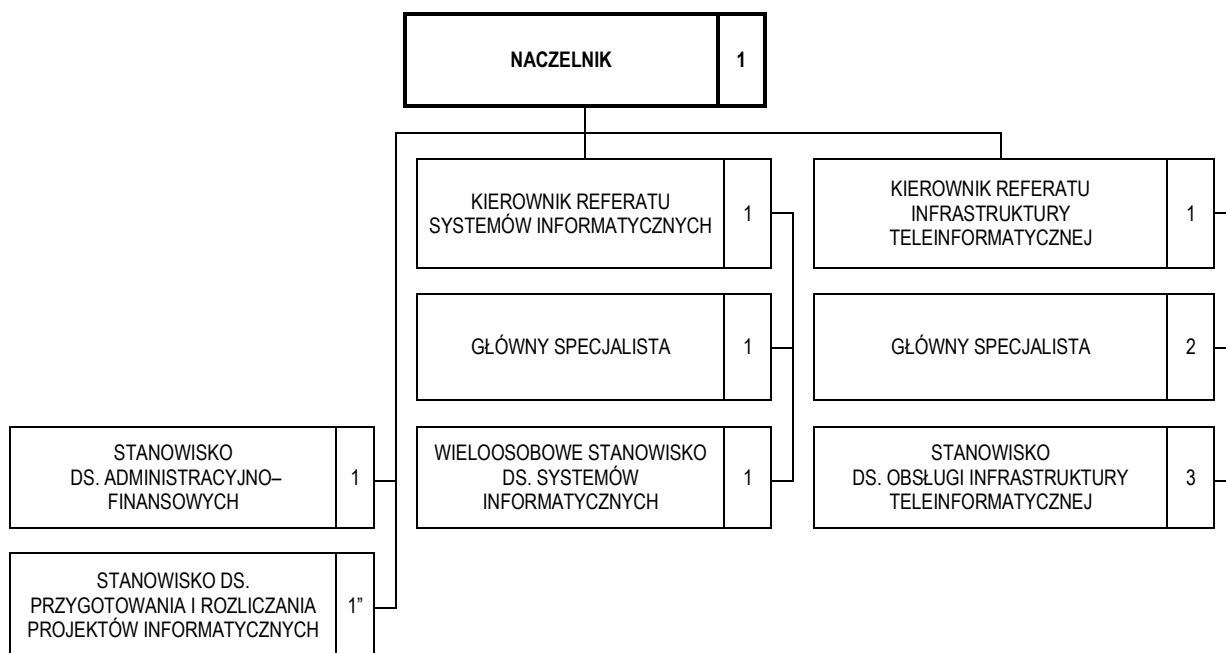 NACZELNIK 1
KIEROWNIK REFERATU
SYSTEMÓW INFORMATYCZNYCH
1
KIEROWNIK REFERATU
INFRASTRUKTURY
TELEINFORMATYCZNEJ
1
GŁÓWNY SPECJALISTA 1
GŁÓWNY SPECJALISTA 2
STANOWISKO
DS. ADMINISTRACYJNO–
FINANSOWYCH
1
WIELOOSOBOWE STANOWISKO
DS. SYSTEMÓW
INFORMATYCZNYCH
1
STANOWISKO
DS. OBSŁUGI INFRASTRUKTURY
TELEINFORMATYCZNEJ
3
STANOWISKO DS.
PRZYGOTOWANIA I ROZLICZANIA
PROJEKTÓW INFORMATYCZNYCH
1”